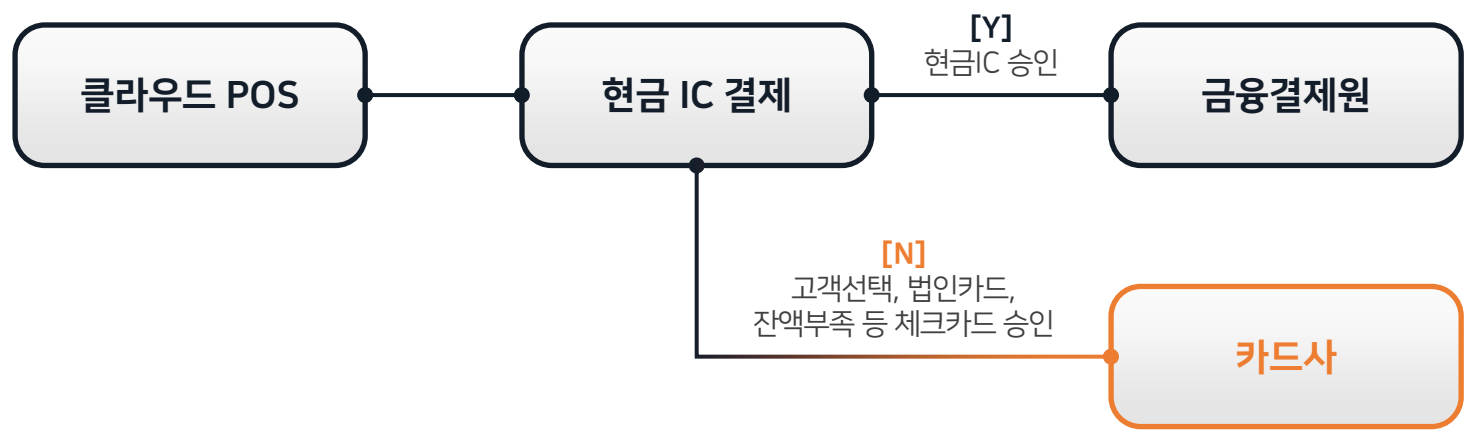 클라우드 POS
현금 IC 결제
[Y]
현금IC 승인
금융결제원
[N]
고객선택, 법인카드,
잔액부족 등 체크카드 승인
카드사